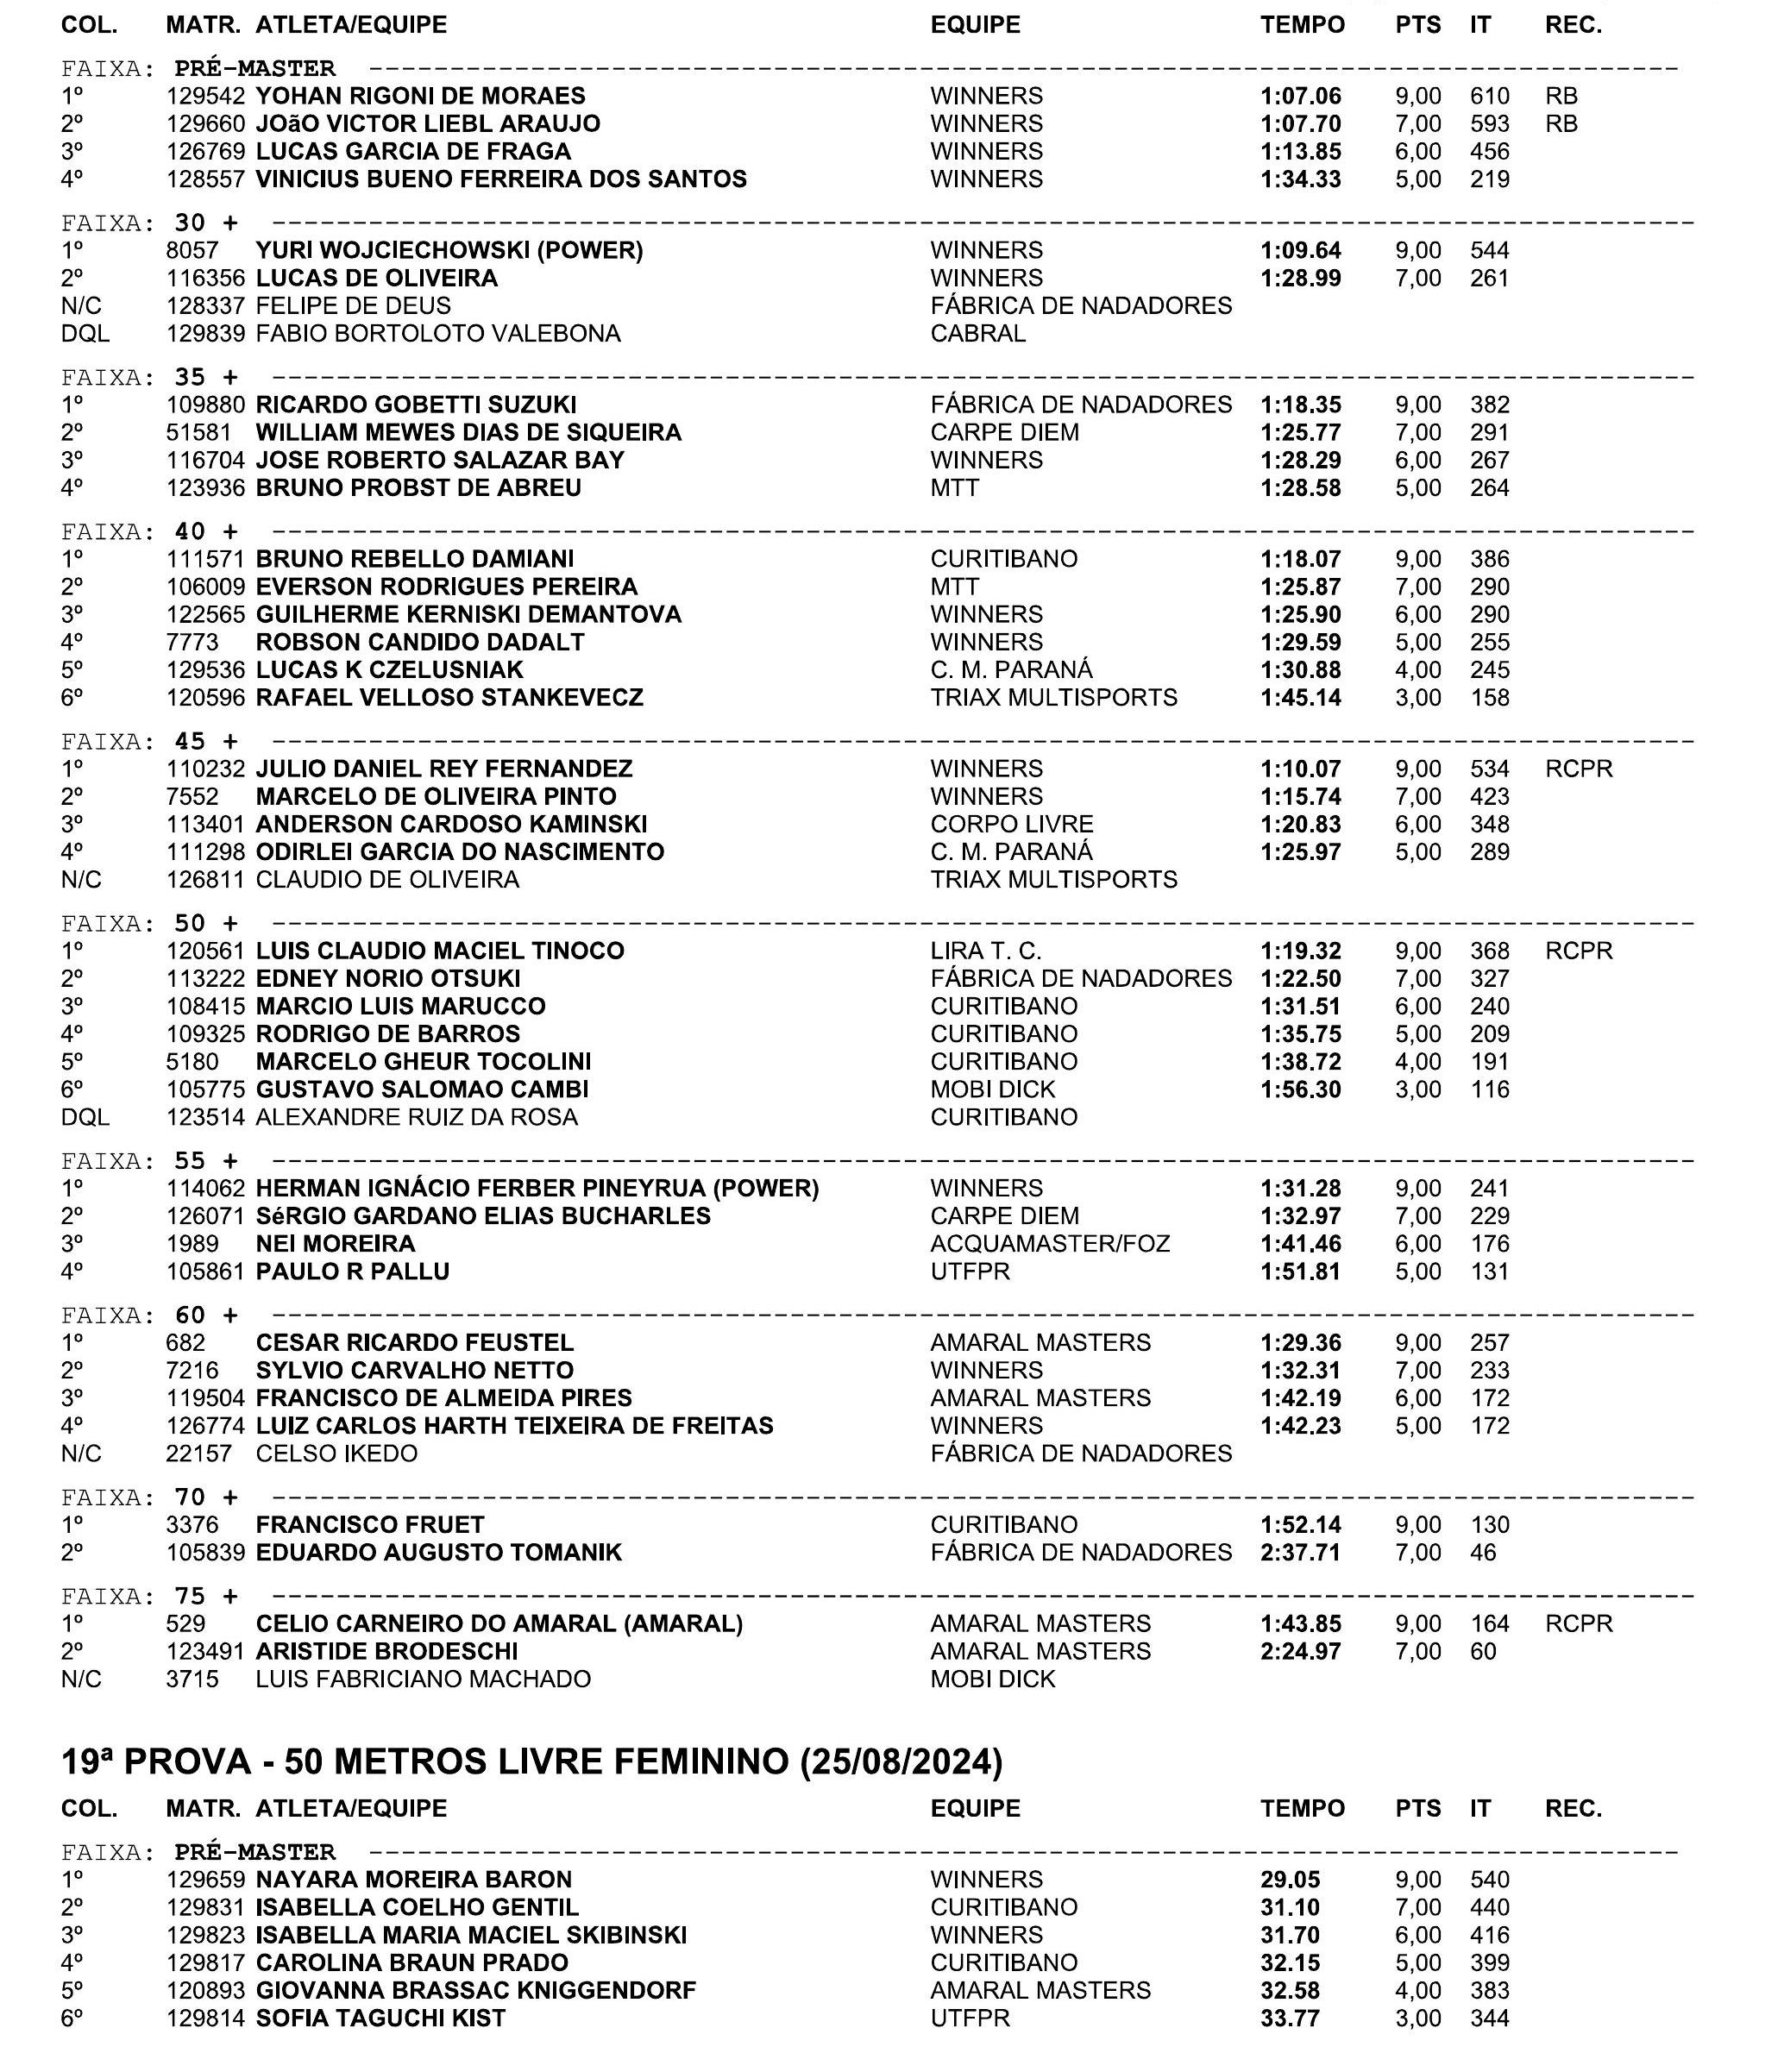 COL. MATR. ATLETA/EQUIPE EQUIPE TEMPO PTS IT REC.
FAIXA: PRÉ-MASTER
1º 129542 YOHAN RIGONI DE MORAES WINNERS 1:07.06 9,00 610 RB
2º 129660 JOãO VICTOR LIEBL ARAUJO WINNERS 1:07.70 7,00 593 RB
3º 126769 LUCAS GARCIA DE FRAGA WINNERS 1:13.85 6,00 456
4º 128557 VINICIUS BUENO FERREIRA DOS SANTOS WINNERS 1:34.33 5,00 219
FAIXA: 30 +
1º 8057 YURI WOJCIECHOWSKI (POWER) WINNERS 1:09.64 9,00 544
2º 116356 LUCAS DE OLIVEIRA WINNERS 1:28.99 7,00 261
N/C 128337 FELIPE DE DEUS FÁBRICA DE NADADORES
DQL 129839 FABIO BORTOLOTO VALEBONA CABRAL
FAIXA: 35 +
1º 109880 RICARDO GOBETTI SUZUKI FÁBRICA DE NADADORES 1:18.35 9,00 382
2º 51581 WILLIAM MEWES DIAS DE SIQUEIRA CARPE DIEM 1:25.77 7,00 291
3º 116704 JOSE ROBERTO SALAZAR BAY WINNERS 1:28.29 6,00 267
4º 123936 BRUNO PROBST DE ABREU MTT 1:28.58 5,00 264
FAIXA: 40 +
1º 111571 BRUNO REBELLO DAMIANI CURITIBANO 1:18.07 9,00 386
2º 106009 EVERSON RODRIGUES PEREIRA MTT 1:25.87 7,00 290
3º 122565 GUILHERME KERNISKI DEMANTOVA WINNERS 1:25.90 6,00 290
4º 7773 ROBSON CANDIDO DADALT WINNERS 1:29.59 5,00 255
5º 129536 LUCAS K CZELUSNIAK C. M. PARANÁ 1:30.88 4,00 245
6º 120596 RAFAEL VELLOSO STANKEVECZ TRIAX MULTISPORTS 1:45.14 3,00 158
FAIXA: 45 +
1º 110232 JULIO DANIEL REY FERNANDEZ WINNERS 1:10.07 9,00 534 RCPR
2º 7552 MARCELO DE OLIVEIRA PINTO WINNERS 1:15.74 7,00 423
3º 113401 ANDERSON CARDOSO KAMINSKI CORPO LIVRE 1:20.83 6,00 348
4º 111298 ODIRLEI GARCIA DO NASCIMENTO C. M. PARANÁ 1:25.97 5,00 289
N/C 126811 CLAUDIO DE OLIVEIRA TRIAX MULTISPORTS
FAIXA: 50 +
1º 120561 LUIS CLAUDIO MACIEL TINOCO LIRA T. C. 1:19.32 9,00 368 RCPR
2º 113222 EDNEY NORIO OTSUKI FÁBRICA DE NADADORES 1:22.50 7,00 327
3º 108415 MARCIO LUIS MARUCCO CURITIBANO 1:31.51 6,00 240
4º 109325 RODRIGO DE BARROS CURITIBANO 1:35.75 5,00 209
5º 5180 MARCELO GHEUR TOCOLINI CURITIBANO 1:38.72 4,00 191
6º 105775 GUSTAVO SALOMAO CAMBI MOBI DICK 1:56.30 3,00 116
DQL 123514 ALEXANDRE RUIZ DA ROSA CURITIBANO
FAIXA: 55 +
1º 114062 HERMAN IGNÁCIO FERBER PINEYRUA (POWER) WINNERS 1:31.28 9,00 241
2º 126071 SéRGIO GARDANO ELIAS BUCHARLES CARPE DIEM 1:32.97 7,00 229
3º 1989 NEI MOREIRA ACQUAMASTER/FOZ 1:41.46 6,00 176
4º 105861 PAULO R PALLU UTFPR 1:51.81 5,00 131
FAIXA: 60 +
1º 682 CESAR RICARDO FEUSTEL AMARAL MASTERS 1:29.36 9,00 257
2º 7216 SYLVIO CARVALHO NETTO WINNERS 1:32.31 7,00 233
3º 119504 FRANCISCO DE ALMEIDA PIRES AMARAL MASTERS 1:42.19 6,00 172
4º 126774 LUIZ CARLOS HARTH TEIXEIRA DE FREITAS WINNERS 1:42.23 5,00 172
N/C 22157 CELSO IKEDO FÁBRICA DE NADADORES
FAIXA: 70 +
1º 3376 FRANCISCO FRUET CURITIBANO 1:52.14 9,00 130
2º 105839 EDUARDO AUGUSTO TOMANIK FÁBRICA DE NADADORES 2:37.71 7,00 46
FAIXA: 75 +
1º 529 CELIO CARNEIRO DO AMARAL (AMARAL) AMARAL MASTERS 1:43.85 9,00 164 RCPR
2º 123491 ARISTIDE BRODESCHI AMARAL MASTERS 2:24.97 7,00 60
N/C 3715 LUIS FABRICIANO MACHADO MOBI DICK
19ª PROVA - 50 METROS LIVRE FEMININO (25/08/2024)
COL. MATR. ATLETA/EQUIPE EQUIPE TEMPO PTS IT REC.
FAIXA: PRÉ-MASTER
1º 129659 NAYARA MOREIRA BARON WINNERS 29.05 9,00 540
2º 129831 ISABELLA COELHO GENTIL CURITIBANO 31.10 7,00 440
3º 129823 ISABELLA MARIA MACIEL SKIBINSKI WINNERS 31.70 6,00 416
4º 129817 CAROLINA BRAUN PRADO CURITIBANO 32.15 5,00 399
5º 120893 GIOVANNA BRASSAC KNIGGENDORF AMARAL MASTERS 32.58 4,00 383
6º 129814 SOFIA TAGUCHI KIST UTFPR 33.77 3,00 344